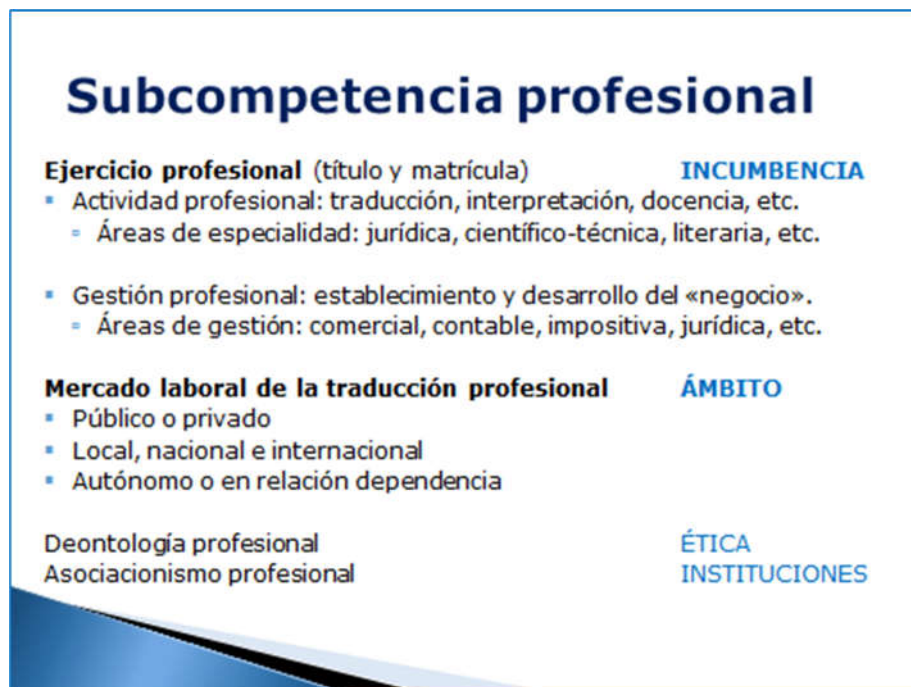 Subcompetencia profesional
Ejercicio profesional (título y matrícula) INCUMBENCIA
Actividad profesional: traducción, interpretación, docencia, etc.
Áreas de especialidad: jurídica, científico-técnica, literaria, etc.
Gestión profesional: establecimiento y desarrollo del «negocio».
Áreas de gestión: comercial, contable, impositiva, jurídica, etc.
Mercado laboral de la traducción profesional ÁMBITO
Público o privado
Local, nacional e internacional
Autónomo o en relación dependencia
Deontología profesional ÉTICA
Asociacionismo profesional INSTITUCIONES